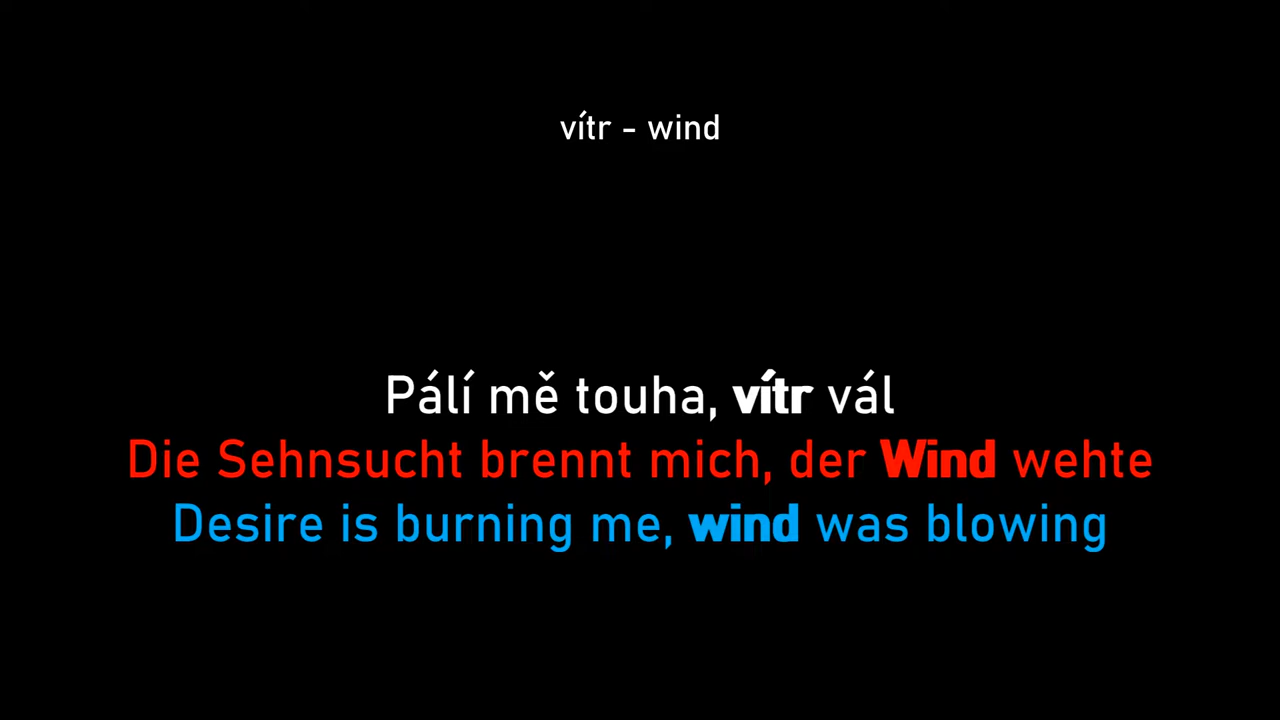 vítr - wind
Pálí mě touha, vítr vál
Die Sehnsucht brennt mich, der Wind wehte
Desire is burning me, wind was blowing